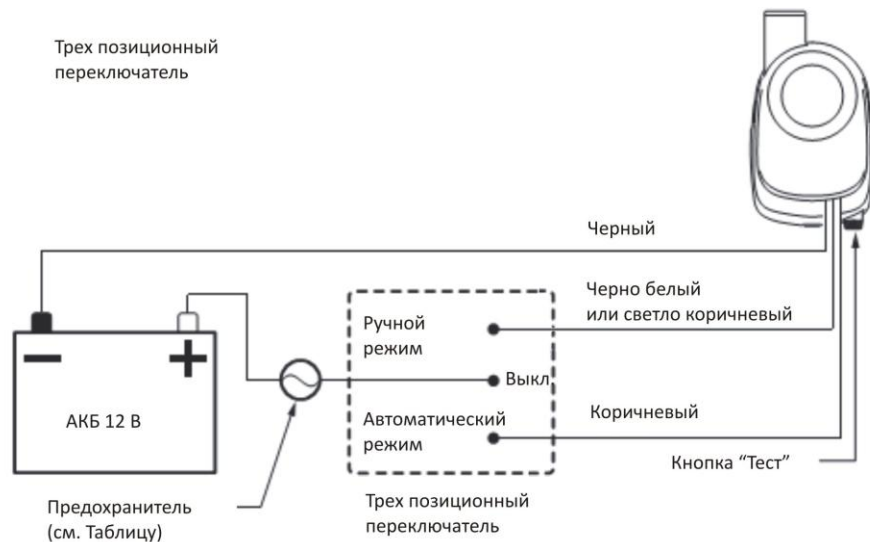 Трех позиционный
переключатель
Черный
Черно белый
или светло коричневый
Ручной
режим
Выкл
АКБ 12 В
Автоматический
режим
Коричневый
Кнопка “Тест”
Предохранитель
(см. Таблицу)
Трех позиционный
переключатель